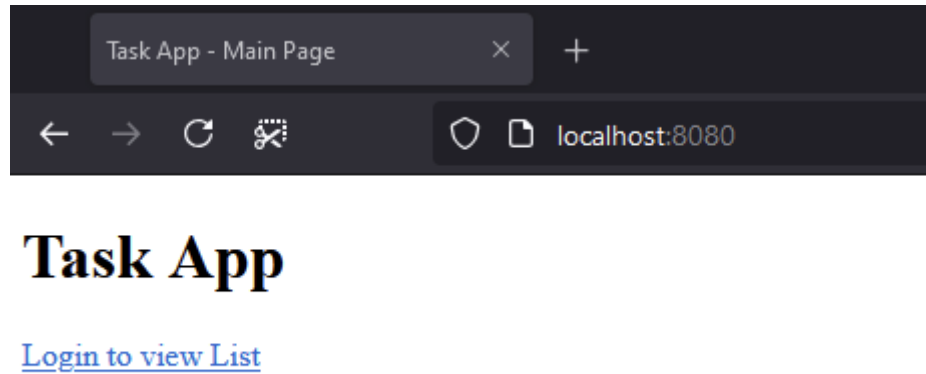 Task App - Main Page
localhost:8080
Task App
Login to view List